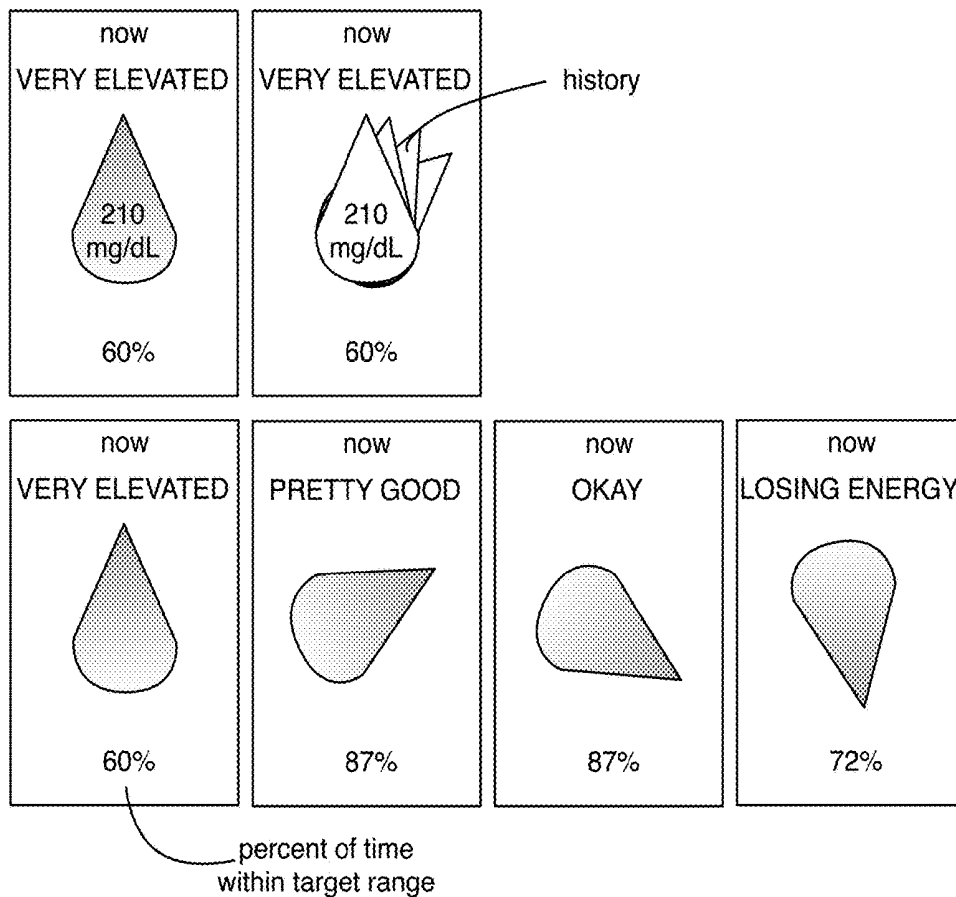 now
VERY ELEVATED
210
mg/dL
60%
now
VERY ELEVATED
history
210
mg/dL
60%
now
VERY ELEVATED
60%
now
PRETTY GOOD
87%
now
OKAY
87%
now
LOSING ENERGY
72%
percent of time
within target range